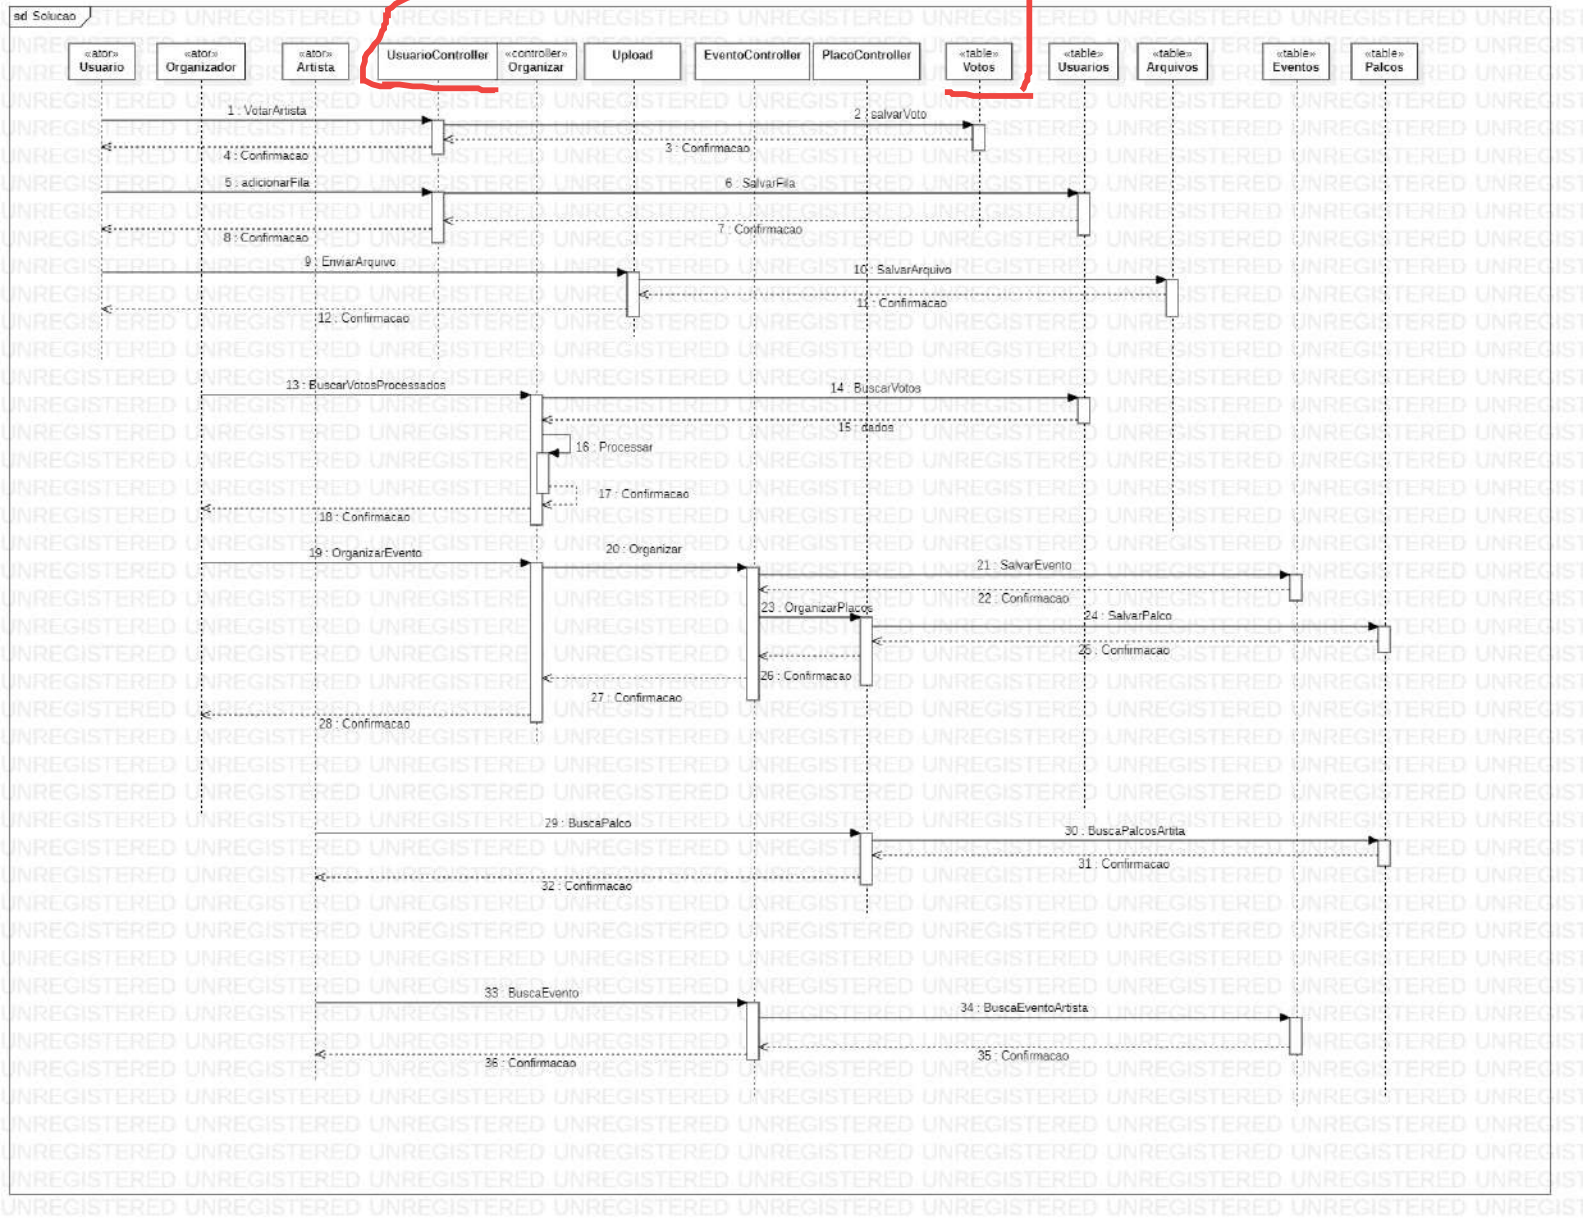 sd Solucao
«ator»
Usuario
«ator»
Organizador
«ator»
Artista
UsuarioController
«controller»
Organizar
Upload
EventoController
PlacoController
«table»
Votos
«table»
Usuarios
«table»
Arquivos
«table»
Eventos
«table»
Palcos
1 : VotarArtista
2 : salvarVoto
3 : Confirmacao
4 : Confirmacao
5 : adicionarFila
6 : SalvarFila
7 : Confirmacao
8 : Confirmacao
9 : EnviarArquivo
10 : SalvarArquivo
11 : Confirmacao
12 : Confirmacao
13 : BuscarVotosProcessados
14 : BuscarVotos
15 : dados
16 : Processar
17 : Confirmacao
18 : Confirmacao
19 : OrganizarEvento
20 : Organizar
21 : SalvarEvento
22 : Confirmacao
23 : OrganizarPlacos
24 : SalvarPalco
25 : Confirmacao
26 : Confirmacao
27 : Confirmacao
28 : Confirmacao
29 : BuscaPalco
30 : BuscaPalcosArtita
31 : Confirmacao
32 : Confirmacao
33 : BuscaEvento
34 : BuscaEventoArtista
35 : Confirmacao
36 : Confirmacao
UNREGISTERED